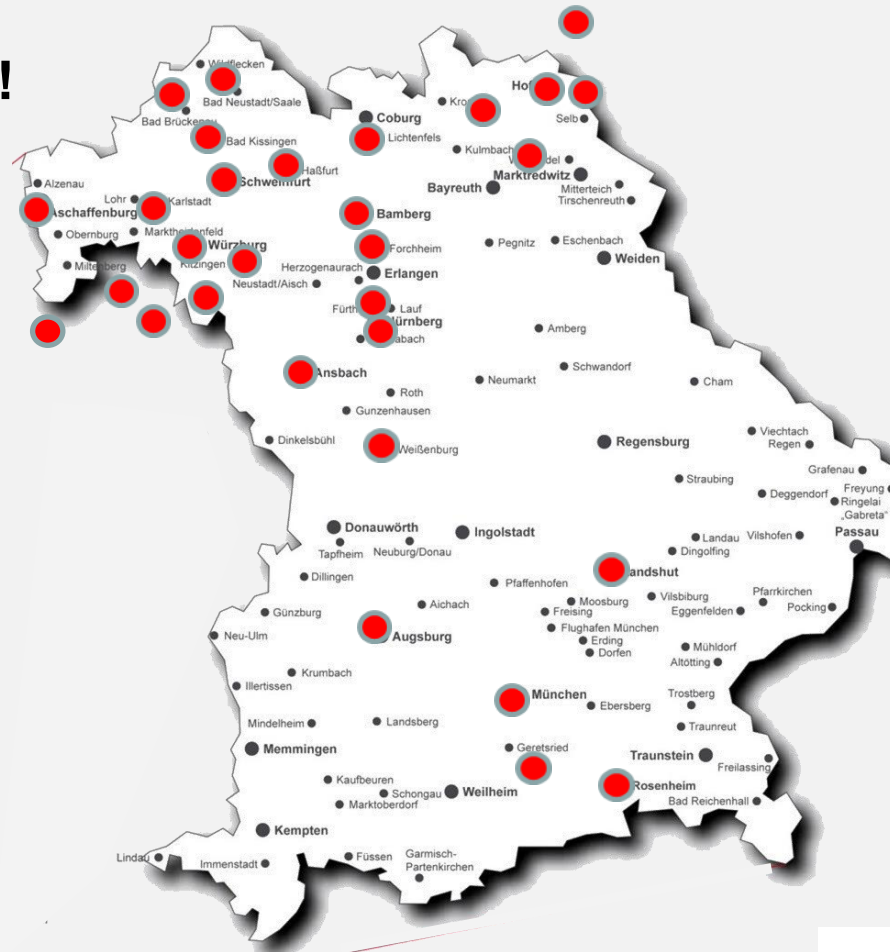 !
Wildflecken
Bad Neustadt/Saale
Bad Brückenau
Coburg
Selb
Lichtenfels
Bad Kissingen
Kulmbach
Haßfurt
Schweinfurt
Marktredwitz
Alzenau
Bayreuth
Mitterteich
Lohr
Karlstadt
Tirschenreuth
Aschaffenburg
Bamberg
Obernburg
Marktheidenfeld
Würzburg
Forchheim
Pegnitz
Eschenbach
Kitzingen
Miltenberg
Herzogenaurach
Erlangen
Weiden
Neustadt/Aisch
Fürth
Lauf
Nürnberg
Amberg
Schwandorf
Ansbach
Neumarkt
Cham
Roth
Gunzenhausen
Viechtach
Dinkelsbühl
Regensburg
Regen
Weißenburg
Grafenau
Straubing
Freyung
Deggendorf
Ringelai
„Gabreta“
Donauwörth
Ingolstadt
Passau
Landau
Vilshofen
Tapfheim
Neuburg/Donau
Dingolfing
Dillingen
Landshut
Pfaffenhofen
Pfarrkirchen
Vilsbiburg
Moosburg
Aichach
Pocking
Günzburg
Freising
Eggenfelden
Flughafen München
Neu-Ulm
Augsburg
Erding
Mühldorf
Dorfen
Altötting
Krumbach
Illertissen
München
Trostberg
Ebersberg
Mindelheim
Landsberg
Traunreut
Memmingen
Geretsried
Traunstein
Freilassing
Kaufbeuren
Rosenheim
Schongau
Weilheim
Marktoberdorf
Bad Reichenhall
Kempten
Lindau
Füssen
Garmisch-
Partenkirchen
Immenstadt